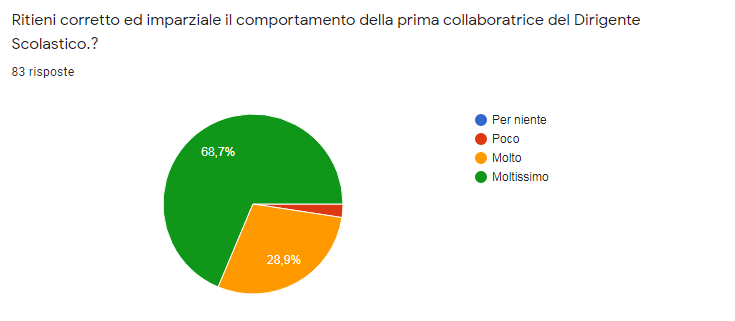 Ritieni corretto ed imparziale il comportamento della prima collaboratrice del Dirigente
Scolastico.?
83 risposte
68,7%
28,9%
Per niente
Poco
Molto
Moltissimo